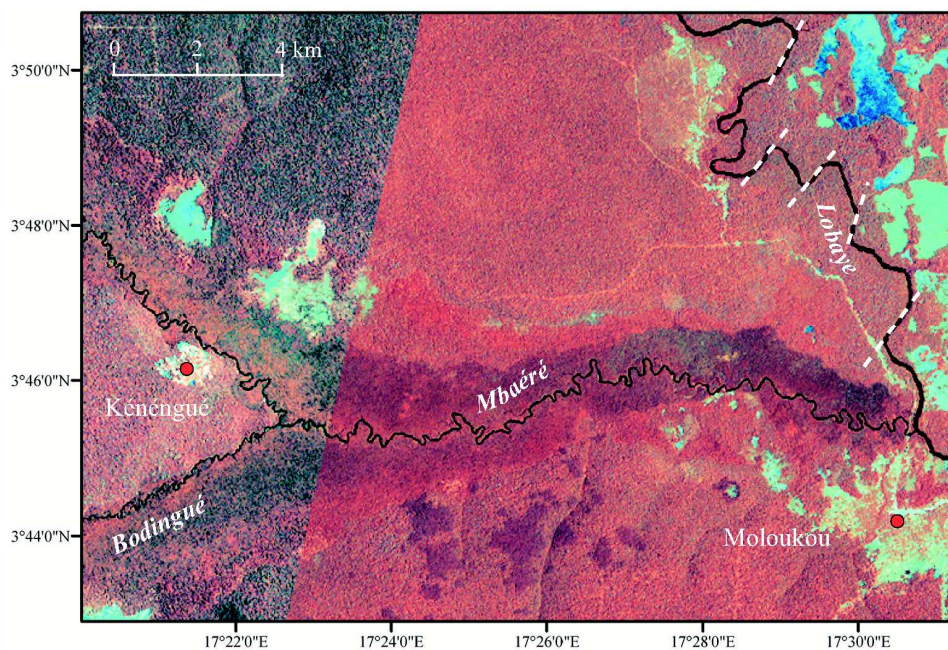 0 2 4 km
3°50'0"N
3°48'0"N
Lobaye
3°46'0"N
Mbaéré
Kénéngué
Bodingué
3°44'0"N
Moloukou
17°22'0"E 17°24'0"E 17°26'0"E 17°28'0"E 17°30'0"E